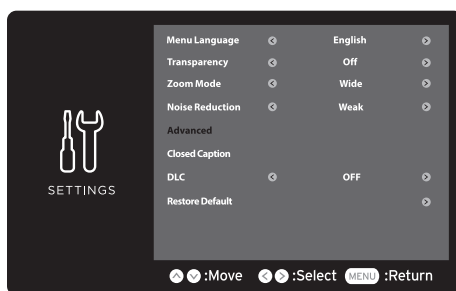 Menu Language English
Transparency Off
Zoom Mode Wide
Noise Reduction Weak
Advanced
Closed Caption
DLC OFF
Restore Default
SETTINGS
:Move :Select MENU :Return